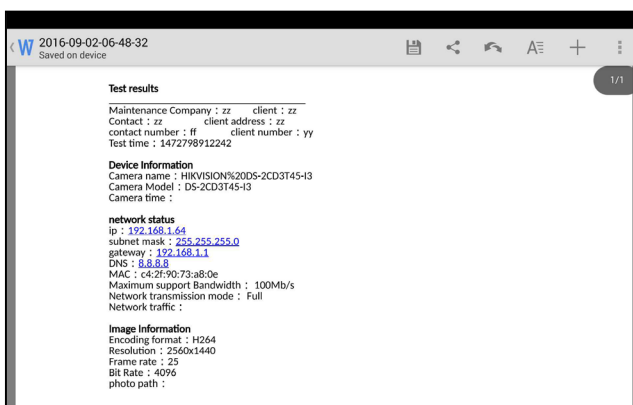 W 2016-09-02-06-48-32
Saved on device
A
1/1
Test results
Maintenance Company：zz client：zz
Contact：zz client address：zz
contact number：ff client number：yy
Test time：1472798912242
Device Information
Camera name：HIKVISION%20DS-2CD3T45-I3
Camera Model：DS-2CD3T45-I3
Camera time：
network status
ip：192.168.1.64
subnet mask：255.255.255.0
gateway：192.168.1.1
DNS：8.8.8.8
MAC：c4:2f:90:73:a8:0e
Maximum support Bandwidth：100Mb/s
Network transmission mode：Full
Network traffic：
Image Information
Encoding format：H264
Resolution：2560x1440
Frame rate：25
Bit Rate：4096
photo path：